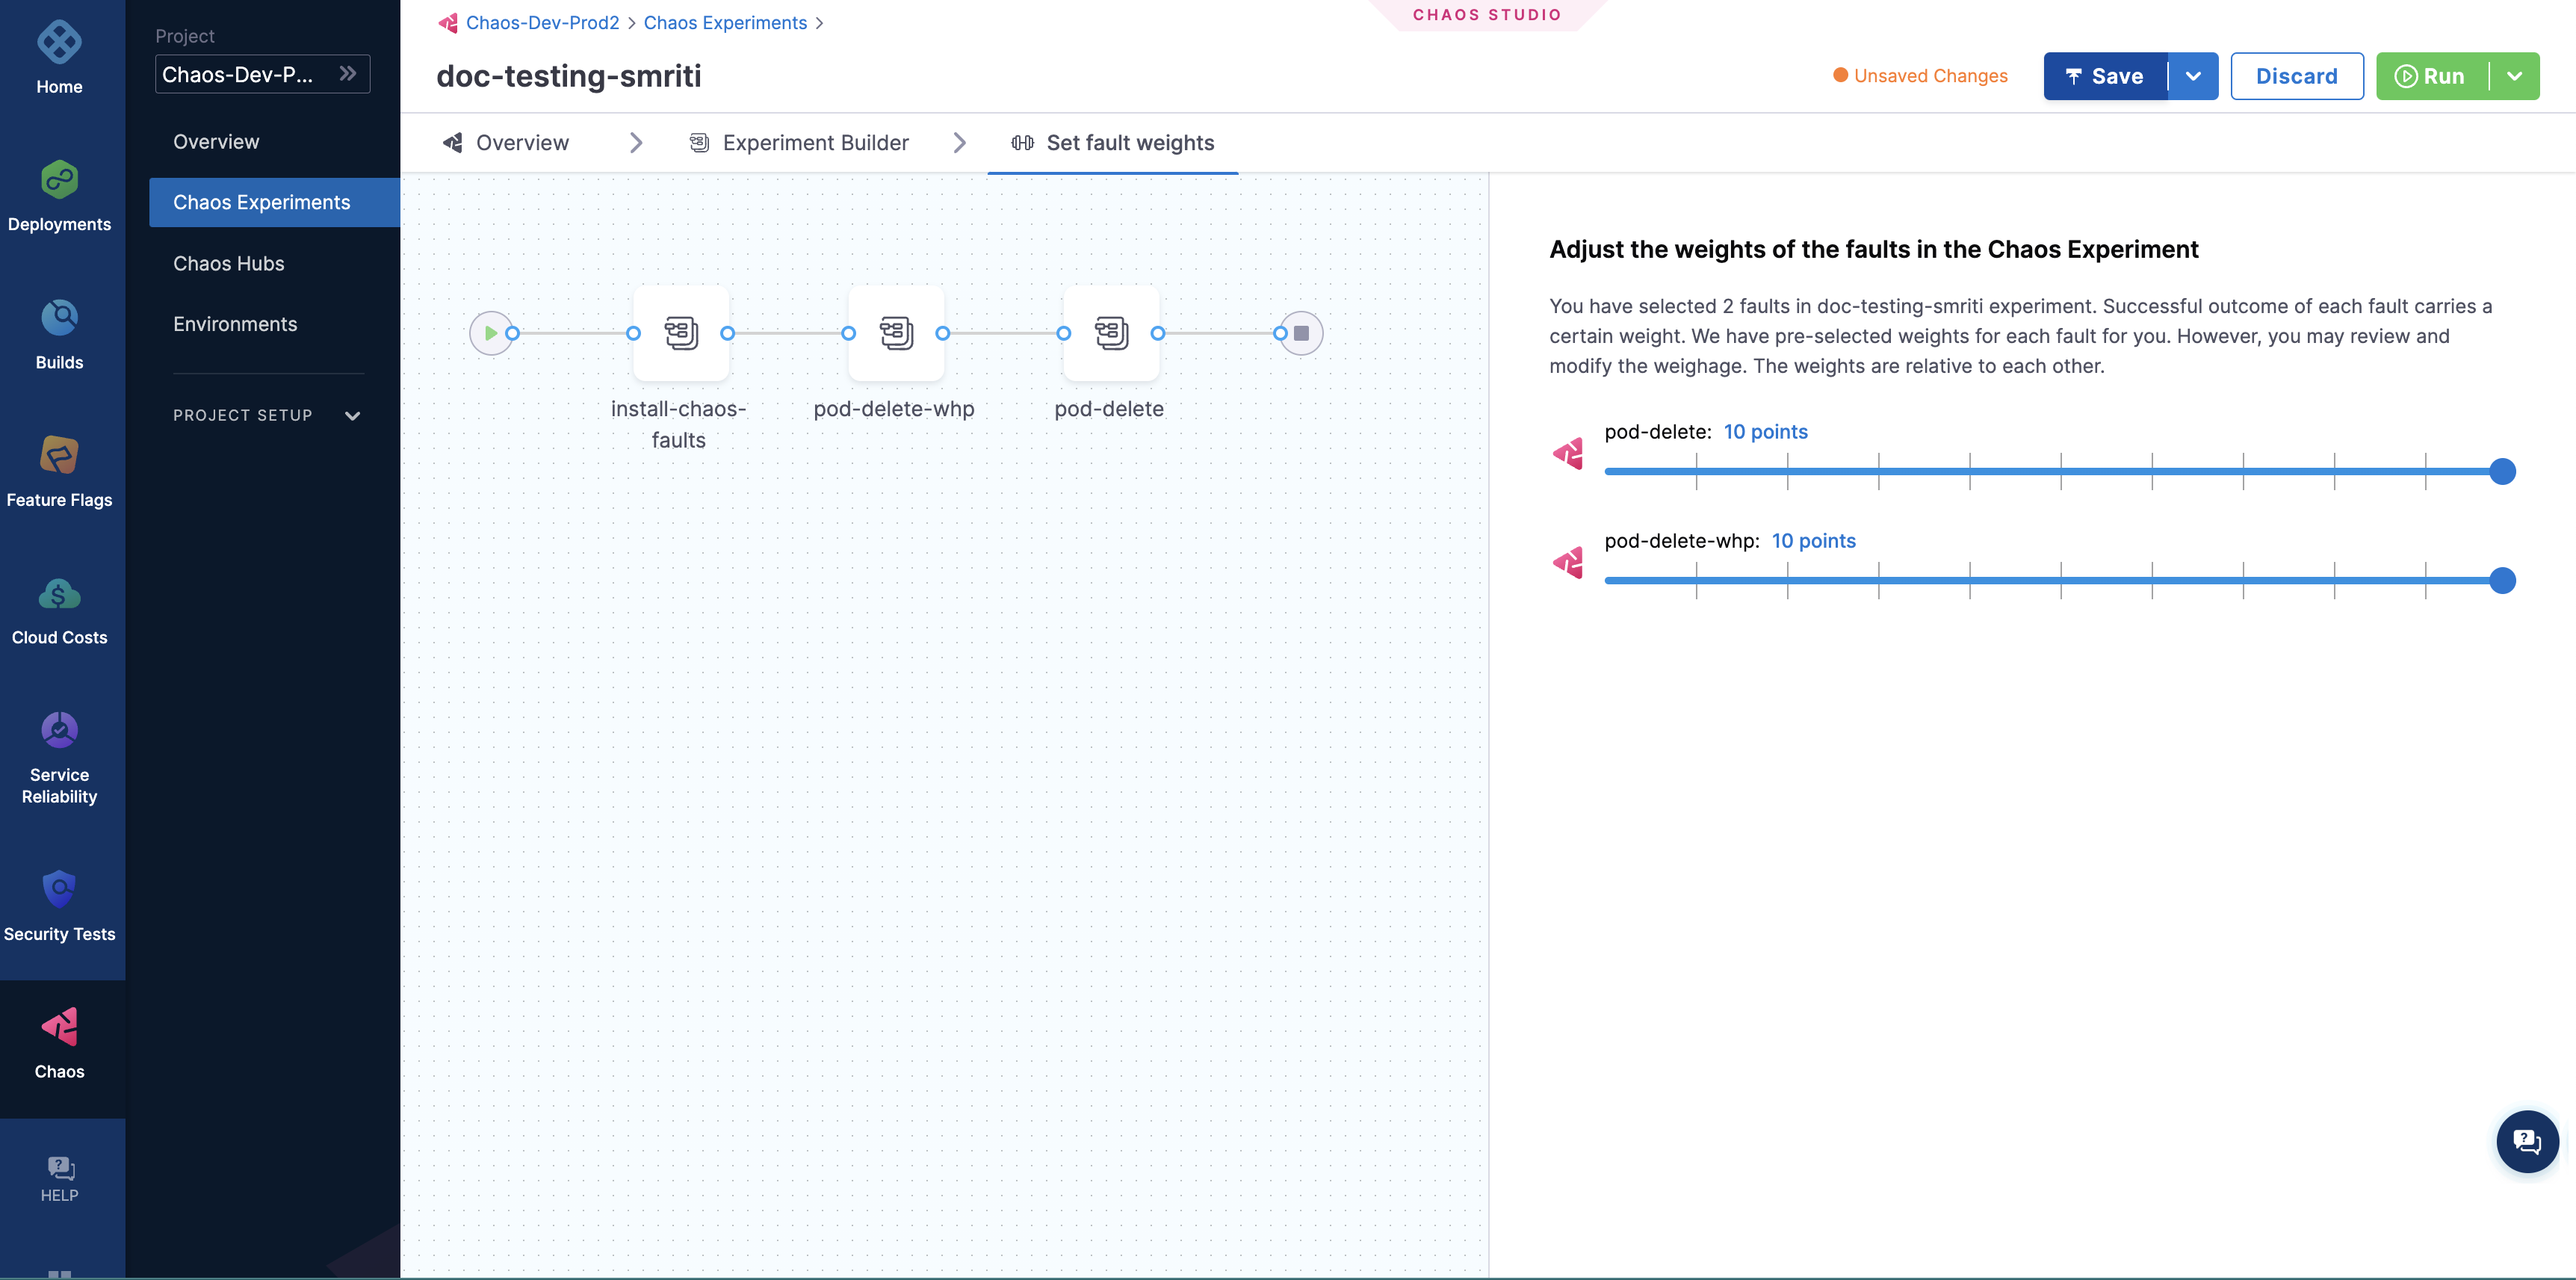 Home
Deployments
Builds
Feature Flags
Cloud Costs
Service
Reliability
Security Tests
Chaos
HELP
Project
Chaos-Dev-P...
Overview
Chaos Experiments
Chaos Hubs
Environments
PROJECT SETUP
Chaos-Dev-Prod2 > Chaos Experiments >
CHAOS STUDIO
doc-testing-smriti
Unsaved Changes
Save
Discard
Run
Overview
Experiment Builder
Set fault weights
install-chaos-
faults
pod-delete-whp
pod-delete
Adjust the weights of the faults in the Chaos Experiment
You have selected 2 faults in doc-testing-smriti experiment. Successful outcome of each fault carries a
certain weight. We have pre-selected weights for each fault for you. However, you may review and
modify the weighage. The weights are relative to each other.
pod-delete: 10 points
pod-delete-whp: 10 points